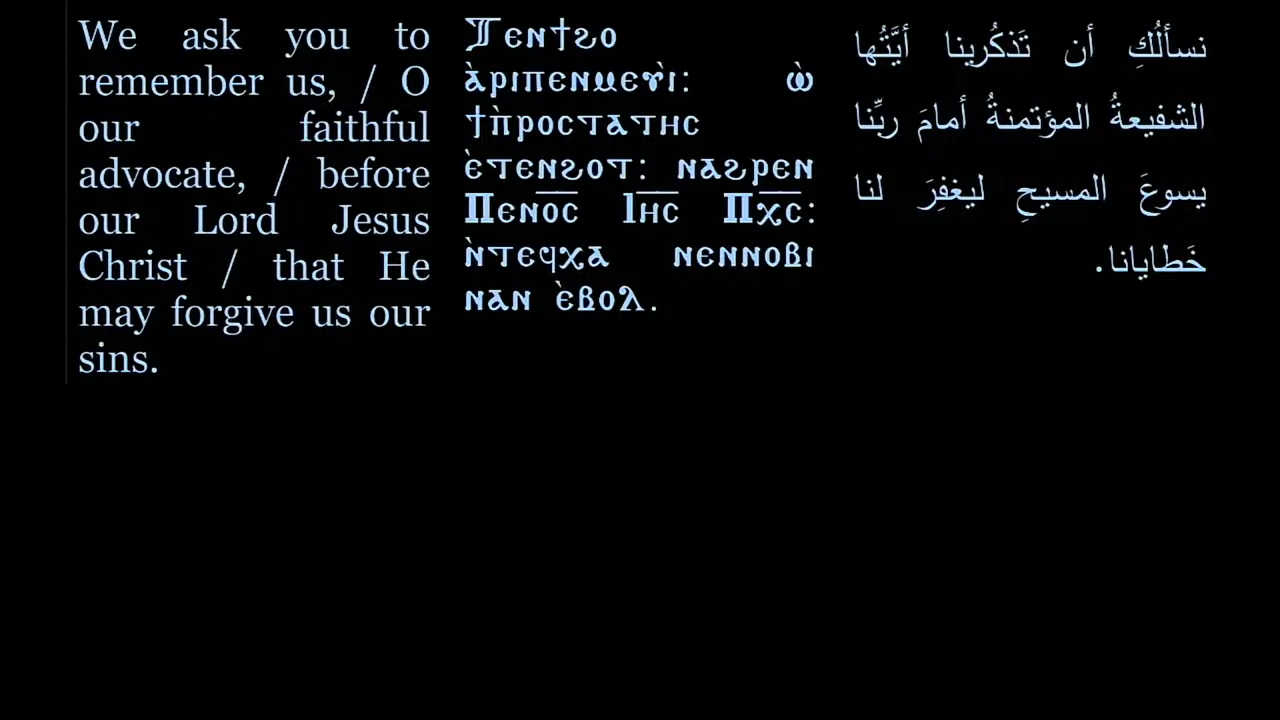 We ask you to
remember us, / O
our faithful
advocate, / before
our Lord Jesus
Christ / that He
may forgive us our
sins.
Ⲧⲉⲛϯϩⲟ
ⲁ̀ⲣⲓⲡⲉⲛⲙⲉⲩⲓ̀: ⲱ̀
ϯⲡ̀ⲣⲟⲥⲧⲁⲧⲏⲥ
ⲉ̀ⲧⲉⲛϩⲟⲧ: ⲛⲁϩⲣⲉⲛ
Ⲡⲉⲛⲟ̅ⲥ̅ Ⲓⲏ̅ⲥ̅ Ⲡⲭ̅ⲥ̅:
ⲛ̀ⲧⲉϥⲭⲁ ⲛⲉⲛⲛⲟⲃⲓ
ⲛⲁⲛ ⲉ̀ⲃⲟⲗ.
نسألُكِ أن تَذكُرينا أيَّتُها
الشفيعةُ المؤتمنةُ أمامَ ربِّنا
يسوعَ المسيحِ ليغفِرَ لنا
خَطايانا.